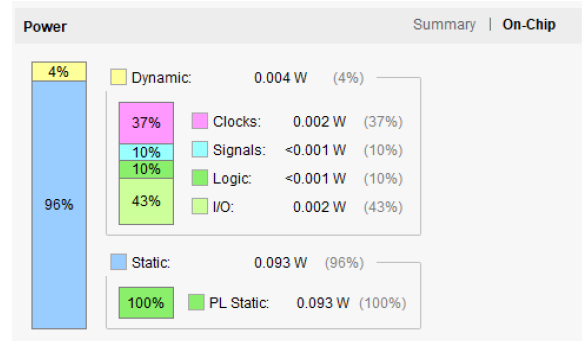 Power Summary | On-Chip
4% Dynamic: 0.004 W (4%)
37% Clocks: 0.002 W (37%)
10% Signals: <0.001 W (10%)
10% Logic: <0.001 W (10%)
96% 43% I/O: 0.002 W (43%)
Static: 0.093 W (96%)
100% PL Static: 0.093 W (100%)